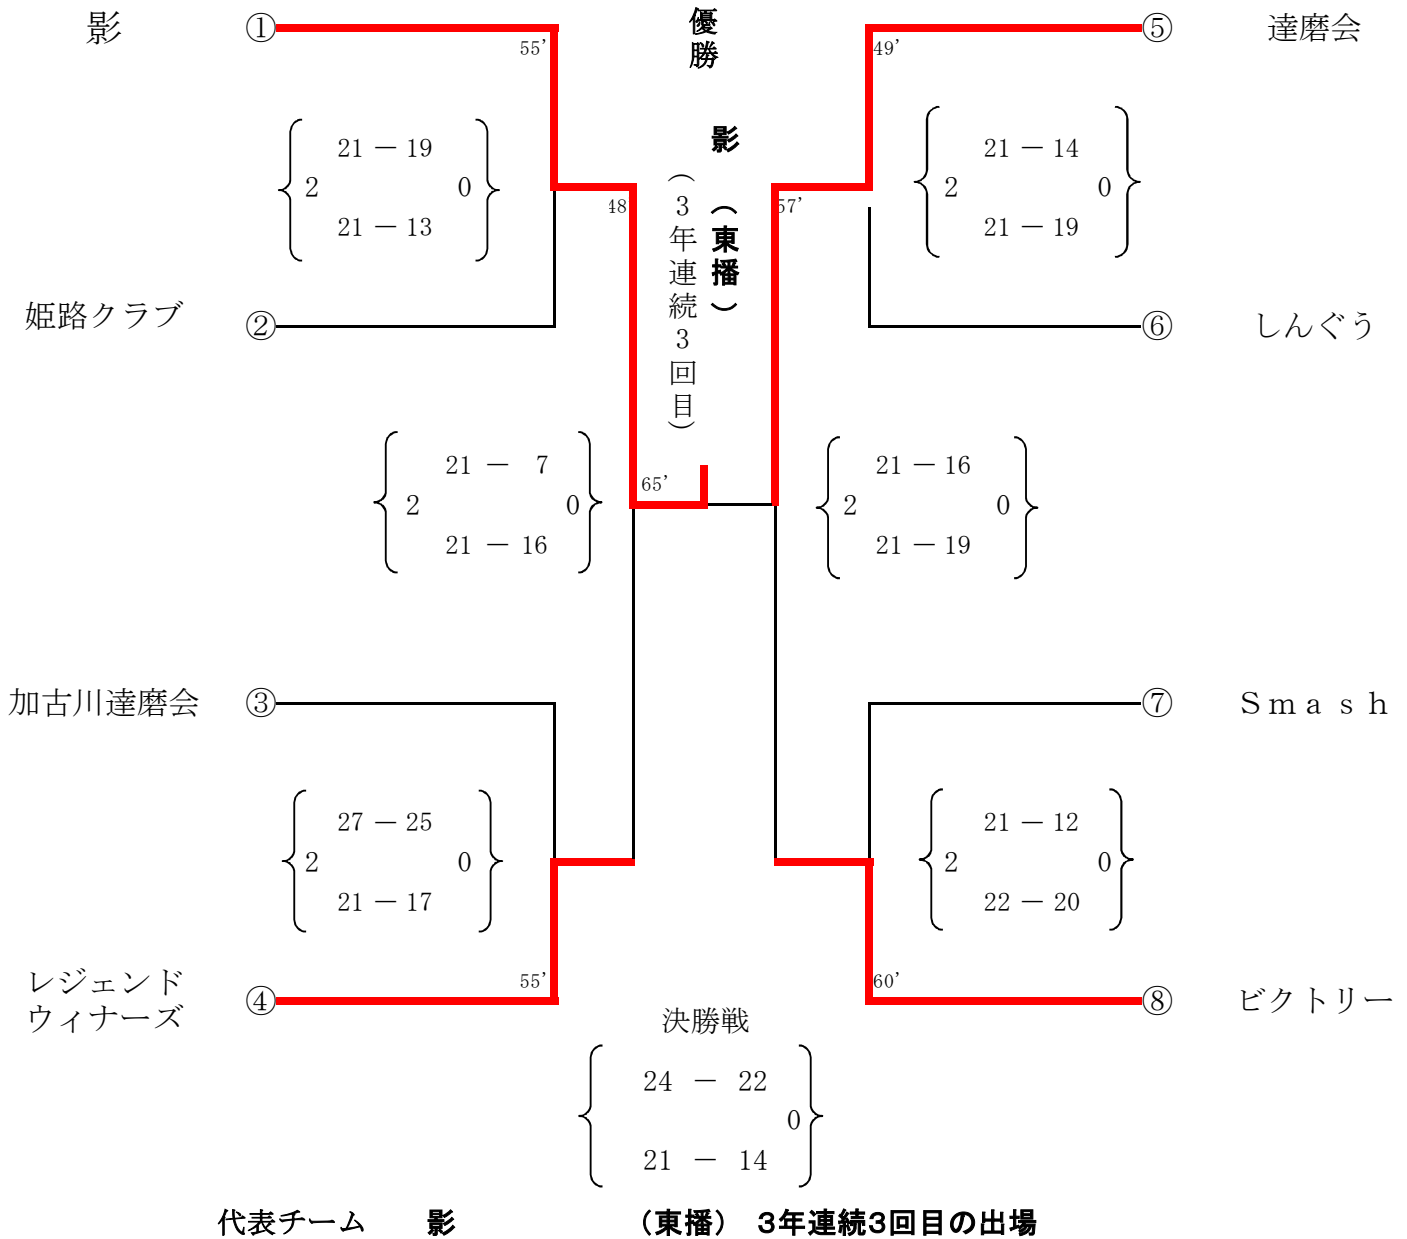 影 ① 55’ 優勝 49’ ⑤ 達磨会
影（東播）
（３年連続３回目）
21 － 19
2 0
21 － 13
21 － 14
2 0
21 － 19
48 57’
姫路クラブ ② ⑥ しんぐう
21 － 7
2 0
21 － 16
65’
21 － 16
2 0
21 － 19
加古川達磨会 ③ ⑦ Ｓｍａｓｈ
27 － 25
2 0
21 － 17
21 － 12
2 0
22 － 20
レジェンド
ウィナーズ ④ 55’ 60’ ⑧ ビクトリー
決勝戦
24 － 22
0
21 － 14
代表チーム 影 （東播） ３年連続３回目の出場